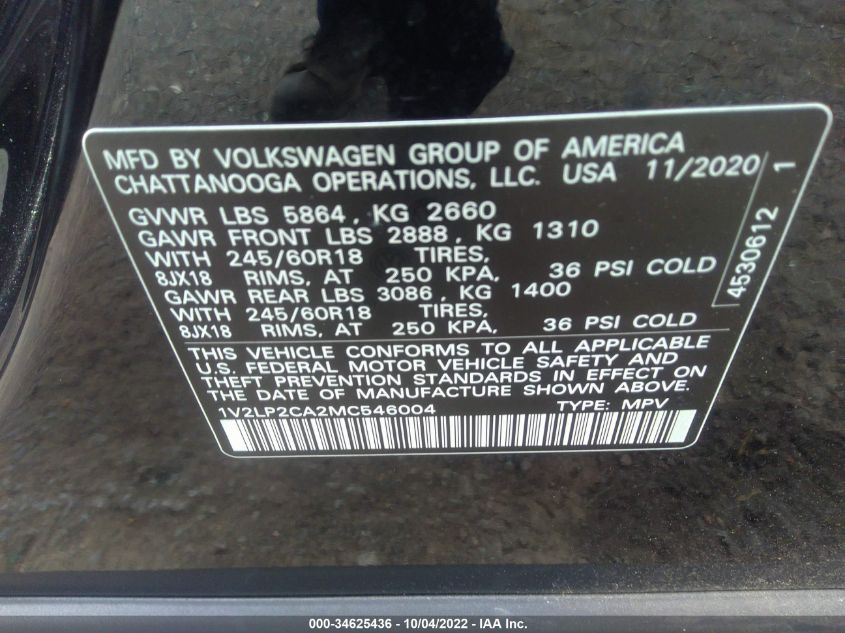 MFD BY VOLKSWAGEN GROUP OF AMERICA
CHATTANOOGA OPERATIONS, LLC. USA 11/2020
GVWR LBS 5864, KG 2660
GAWR FRONT LBS 2888, KG 1310
WITH 245/60R18 TIRES,
8JX18 RIMS, AT 250 KPA, 36 PSI COLD
GAWR REAR LBS 3086, KG 1400
WITH 245/60R18 TIRES,
8JX18 RIMS, AT 250 KPA, 36 PSI COLD
THIS VEHICLE CONFORMS TO ALL APPLICABLE
U.S. FEDERAL MOTOR VEHICLE SAFETY AND
THEFT PREVENTION STANDARDS IN EFFECT ON
THE DATE OF MANUFACTURE SHOWN ABOVE.
1V2LP2CA2MC546004 TYPE: MPV
4530612 1
000-34625436 - 10/04/2022 - IAA Inc.